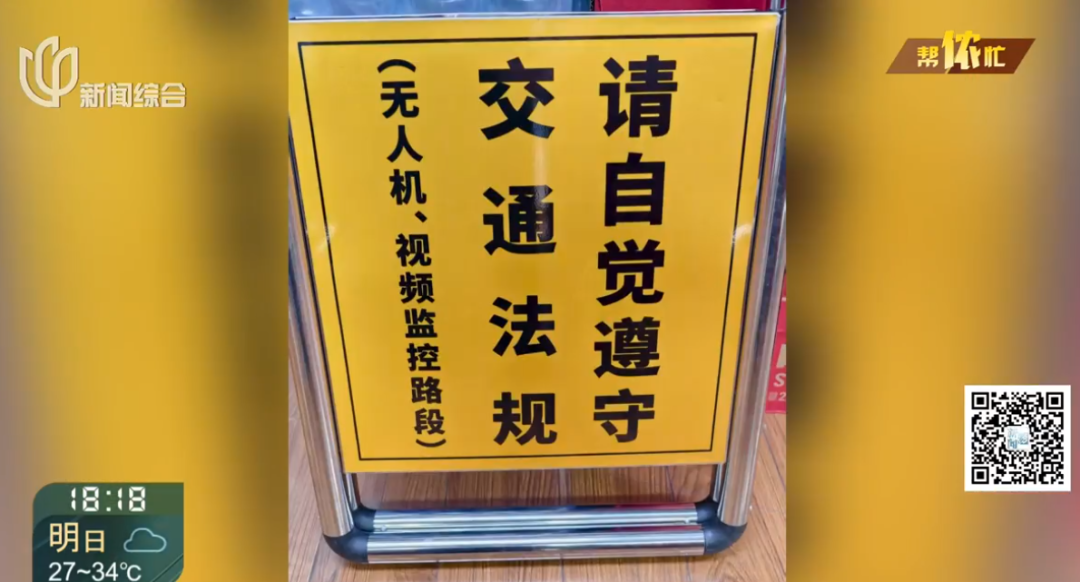 新闻综合
帮侬忙
请自觉遵守
交通法规
（无人机、视频监控路段）
18:18
明日
27~34℃